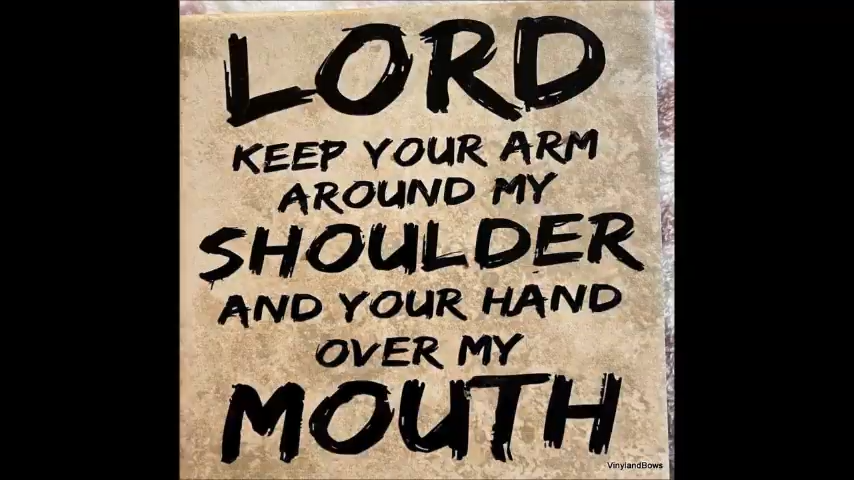 LORD
KEEP YOUR ARM
AROUND MY
SHOULDER
AND YOUR HAND
OVER MY
MOUTH
VinylandBows